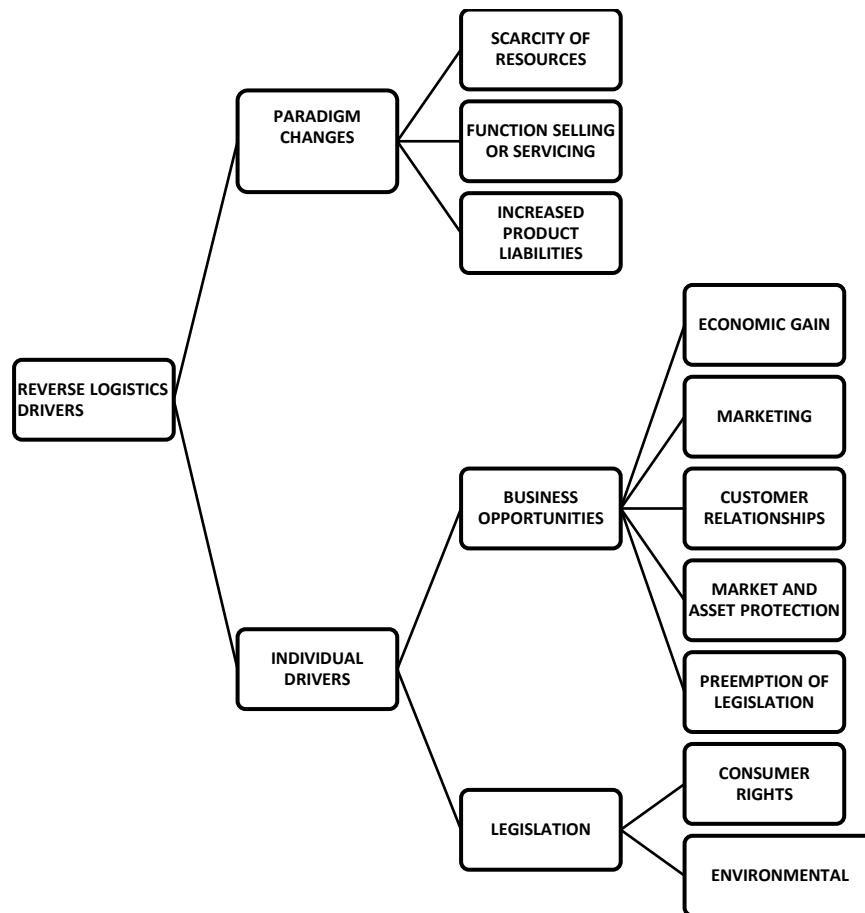 SCARCITY OF
RESOURCES
PARADIGM
CHANGES
FUNCTION SELLING
OR SERVICING
INCREASED
PRODUCT
LIABILITIES
REVERSE LOGISTICS
DRIVERS
ECONOMIC GAIN
MARKETING
BUSINESS
OPPORTUNITIES
CUSTOMER
RELATIONSHIPS
MARKET AND
ASSET PROTECTION
INDIVIDUAL
DRIVERS
PREEMPTION OF
LEGISLATION
CONSUMER
RIGHTS
LEGISLATION
ENVIRONMENTAL